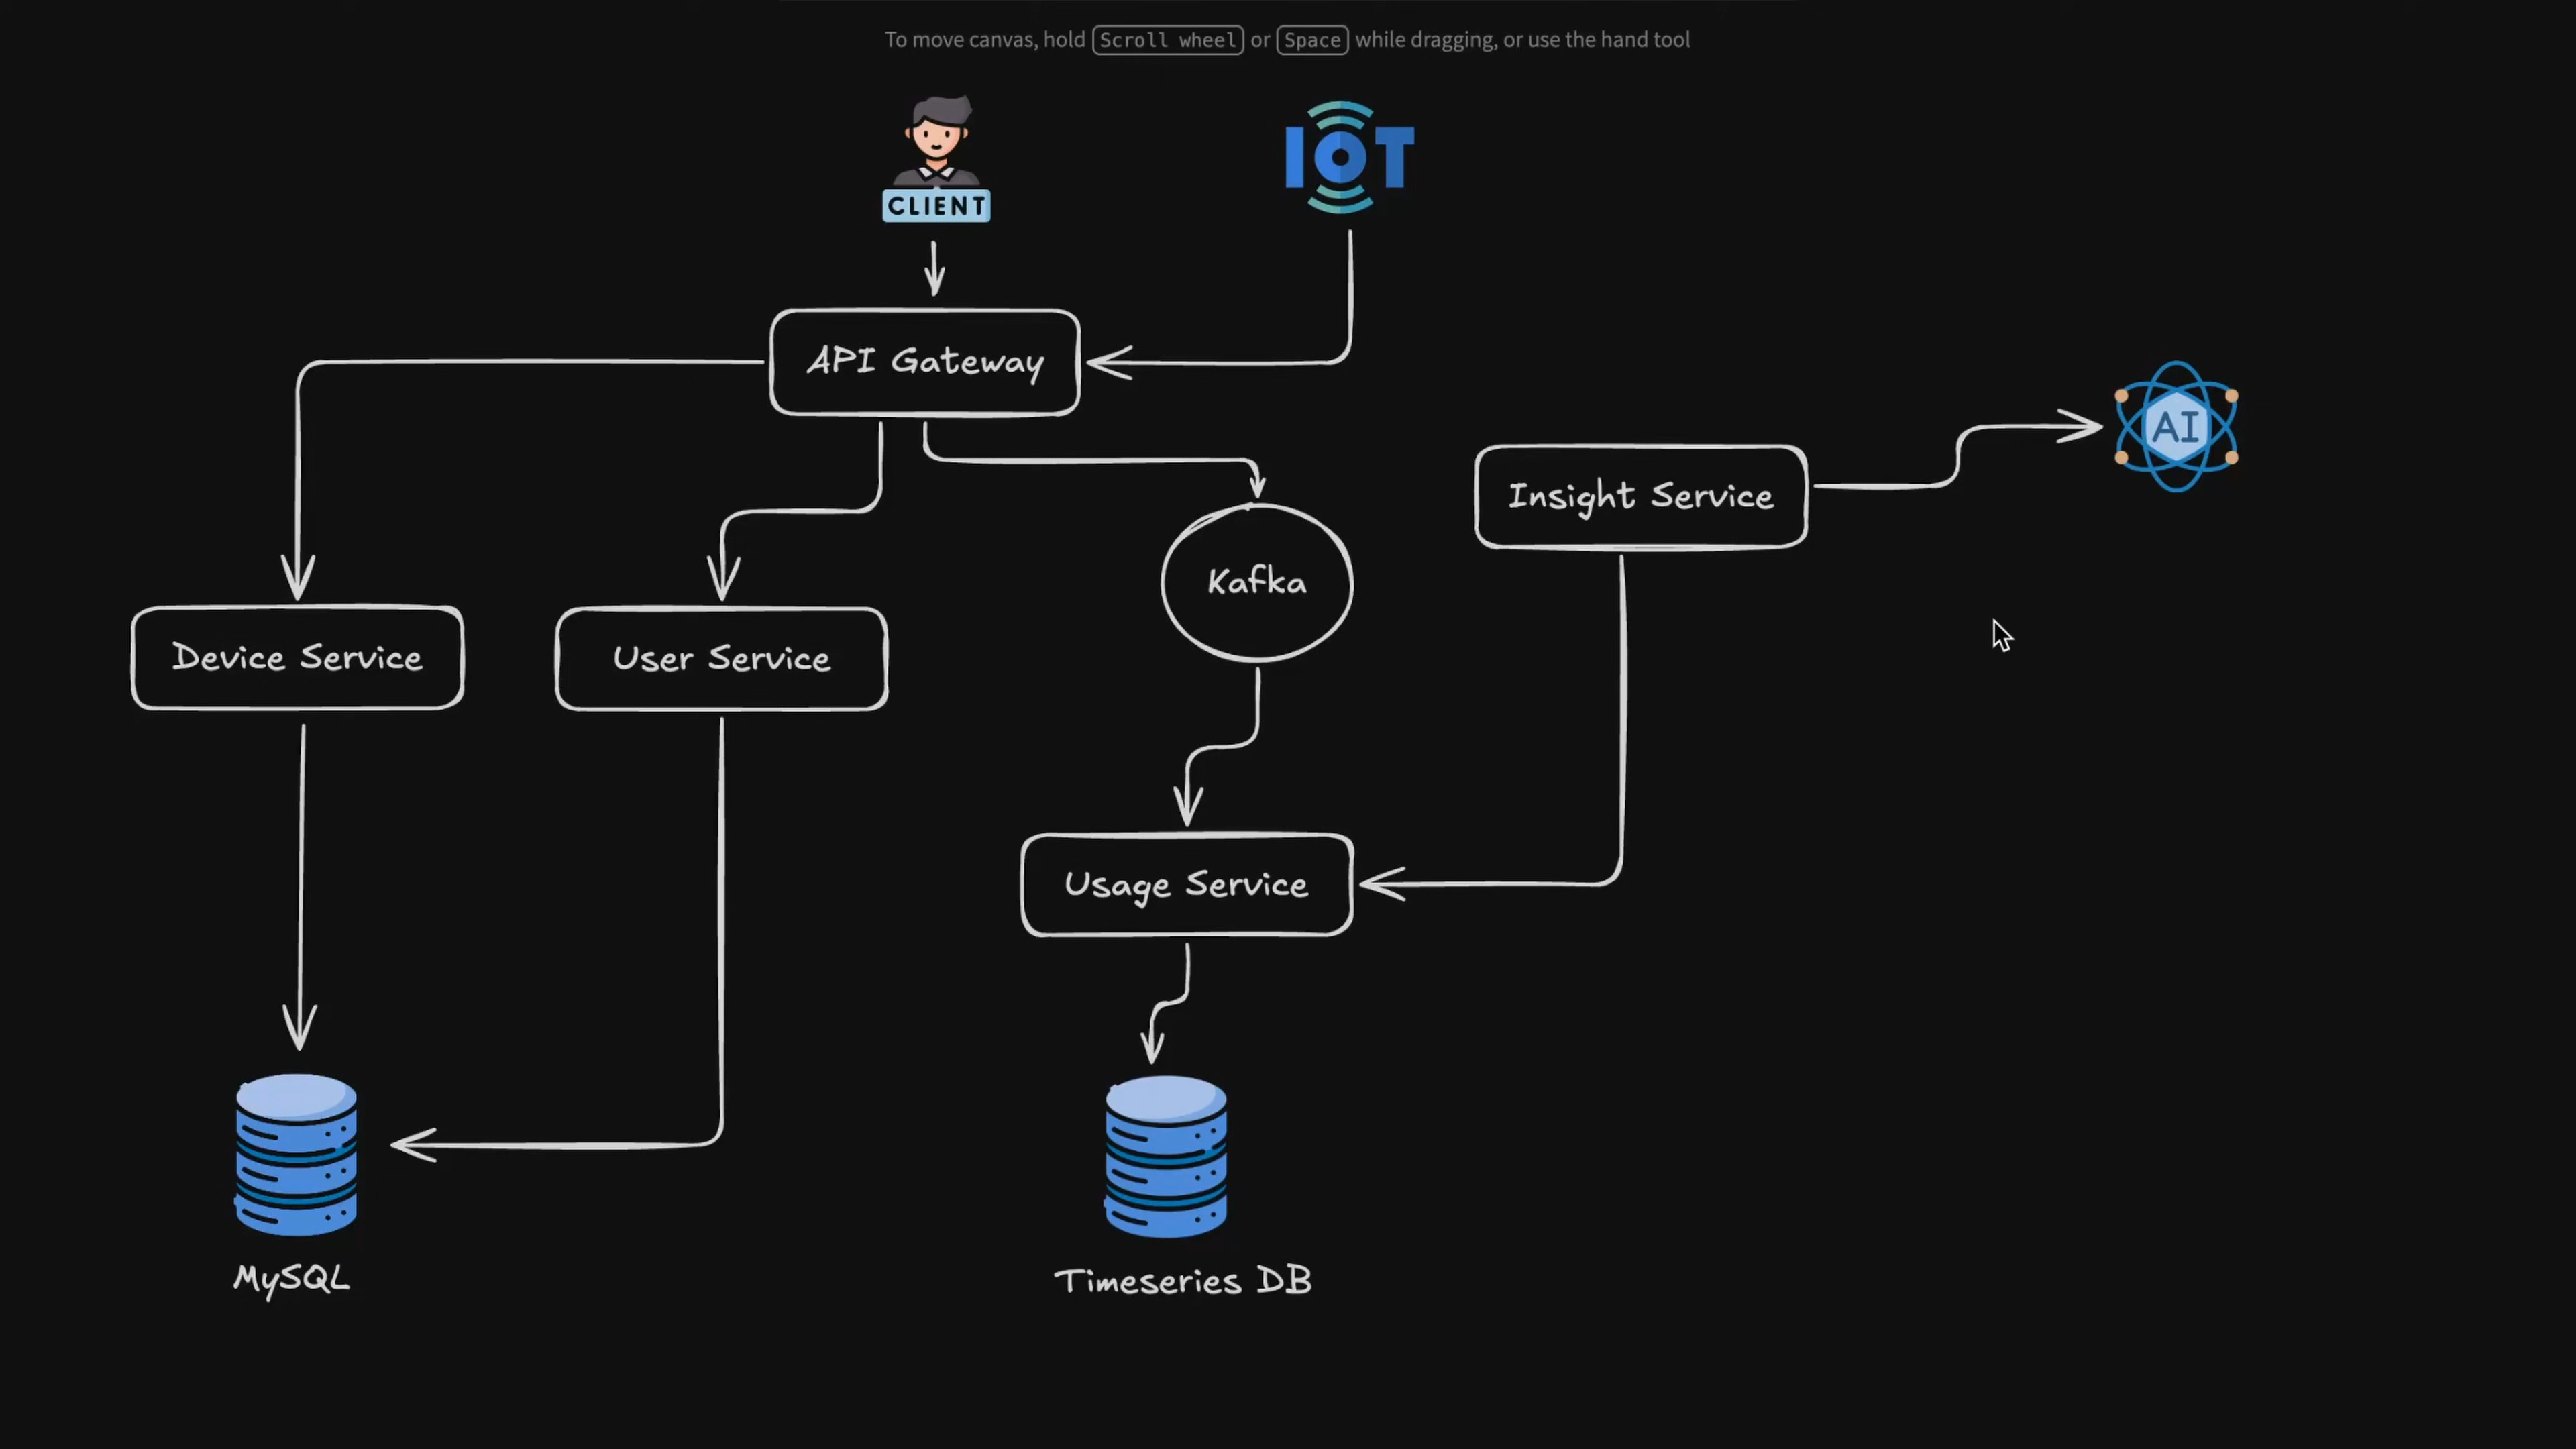 To move canvas, hold Scroll wheel or Space while dragging, or use the hand tool
CLIENT
IoT
API Gateway
AI
Insight Service
Kafka
Device Service
User Service
Usage Service
MySQL
Timeseries DB